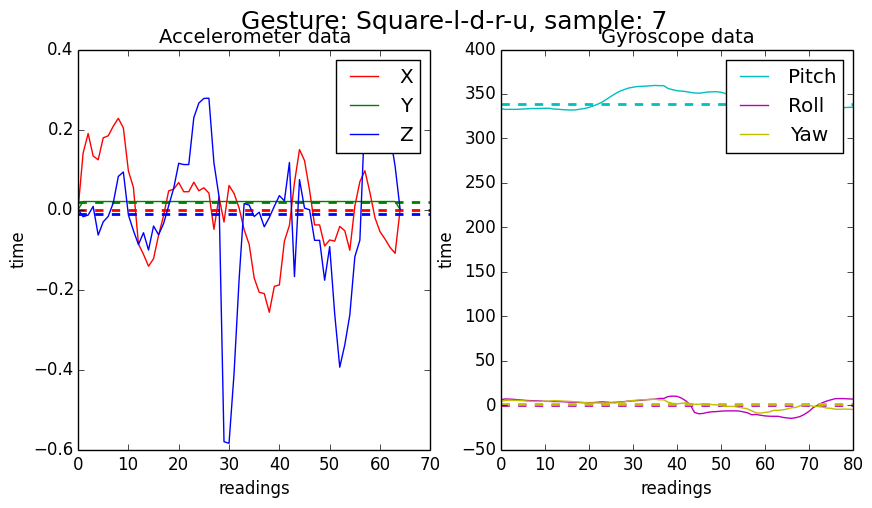 Gesture: Square-l-d-r-u, sample: 7
Accelerometer data
0.4
0.2
0.0
−0.2
−0.4
−0.6
time
0 10 20 30 40 50 60 70
readings
X
Y
Z
Gyroscope data
400
350
300
250
200
150
100
50
0
−50
time
0 10 20 30 40 50 60 70 80
readings
Pitch
Roll
Yaw